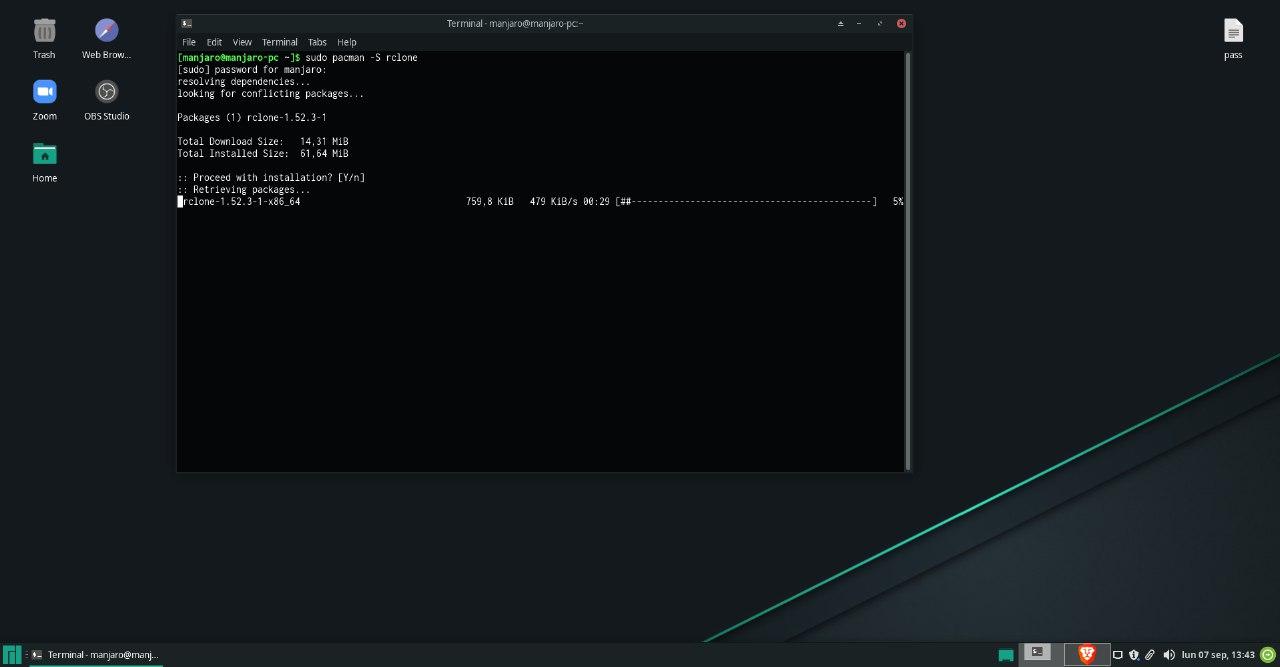 Terminal - manjaro@manjaro-pc:~
File Edit View Terminal Tabs Help
[manjaro@manjaro-pc ~]$ sudo pacman -S rclone
[sudo] password for manjaro:
resolving dependencies...
looking for conflicting packages...
Packages (1) rclone-1.52.3-1
Total Download Size:   14,31 MiB
Total Installed Size:  61,64 MiB
:: Proceed with installation? [Y/n]
:: Retrieving packages...
rclone-1.52.3-1-x86_64 759,8 KiB 479 KiB/s 00:29 [##---------------------------------------------] 5%
Trash
Web Brow...
Zoom
OBS Studio
Home
pass
Terminal - manjaro@manj...
lun 07 sep, 13:43